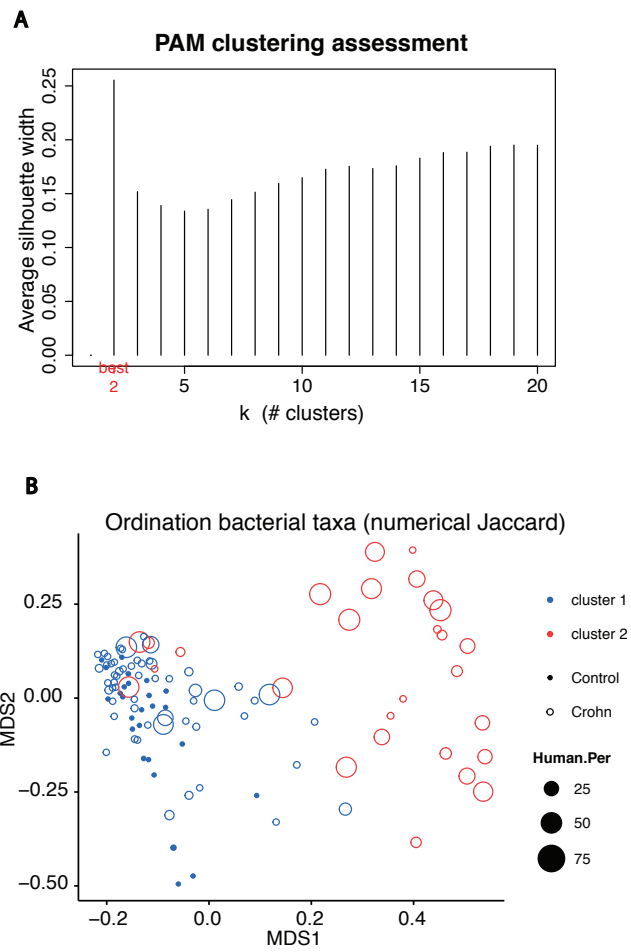 A
PAM clustering assessment
Average silhouette width
0.25
0.20
0.15
0.10
0.05
0.00
best
2
5
10
15
20
k (# clusters)
B
Ordination bacterial taxa (numerical Jaccard)
MDS2
0.25
0.00
−0.25
−0.50
−0.2
0.0
0.2
0.4
MDS1
cluster 1
cluster 2
Control
Crohn
Human.Per
25
50
75